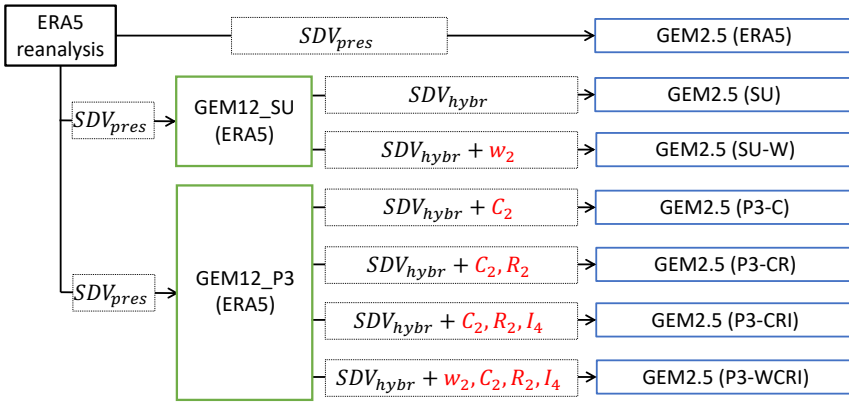 ERA5
reanalysis
SDV_pres
GEM2.5 (ERA5)
SDV_pres
GEM12_SU
(ERA5)
SDV_hybr
GEM2.5 (SU)
SDV_hybr + w_2
GEM2.5 (SU-W)
SDV_pres
GEM12_P3
(ERA5)
SDV_hybr + C_2
GEM2.5 (P3-C)
SDV_hybr + C_2, R_2
GEM2.5 (P3-CR)
SDV_hybr + C_2, R_2, I_4
GEM2.5 (P3-CRI)
SDV_hybr + w_2, C_2, R_2, I_4
GEM2.5 (P3-WCRI)